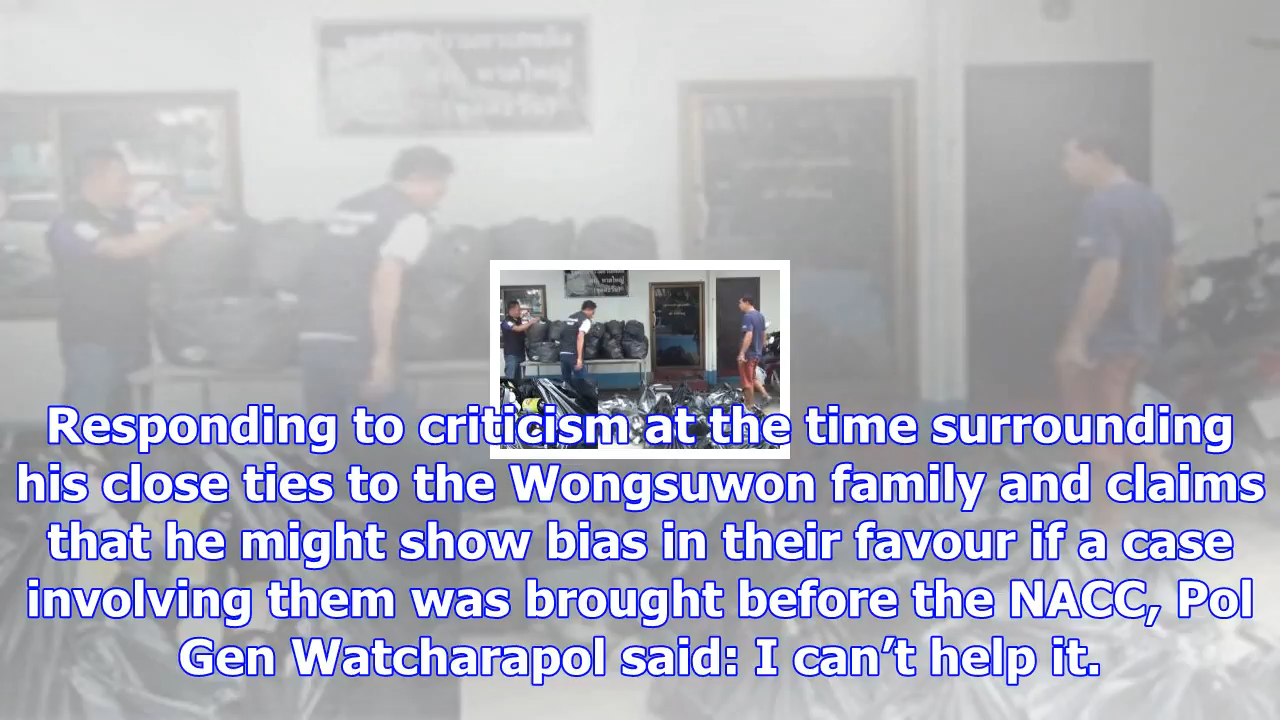 Responding to criticism at the time surrounding
his close ties to the Wongsuwon family and claims
that he might show bias in their favour if a case
involving them was brought before the NACC, Pol
Gen Watcharapol said: I can’t help it.